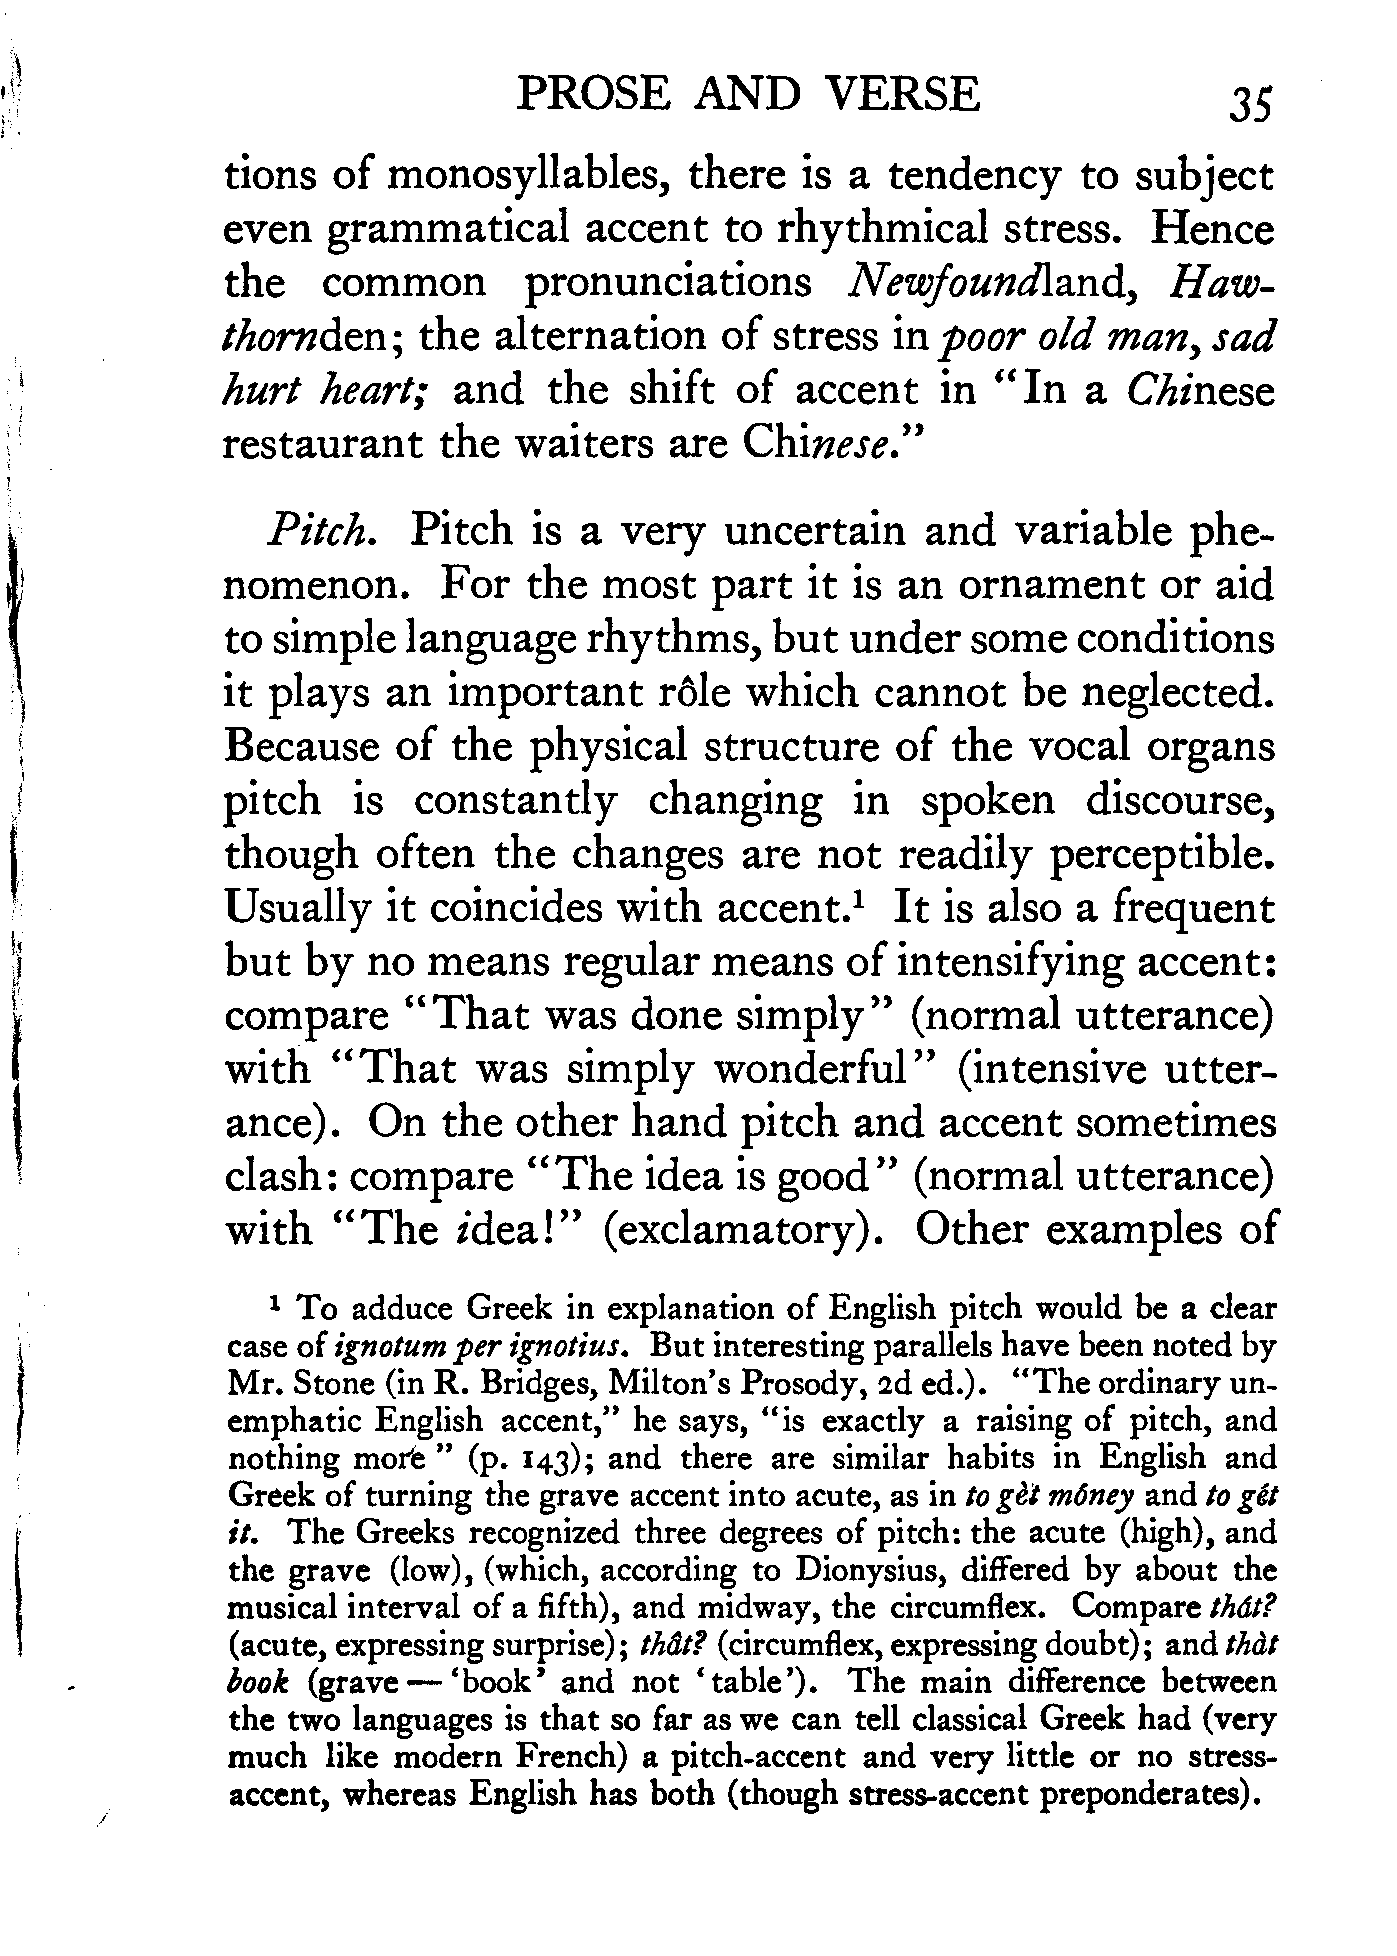 PROSE AND VERSE 35
tions of monosyllables, there is a tendency to subject
even grammatical accent to rhythmical stress. Hence
the common pronunciations Newfoundland, Haw-
thornden; the alternation of stress in poor old man, sad
hurt heart; and the shift of accent in “In a Chinese
restaurant the waiters are Chinese.”
Pitch. Pitch is a very uncertain and variable phe-
nomenon. For the most part it is an ornament or aid
to simple language rhythms, but under some conditions
it plays an important rôle which cannot be neglected.
Because of the physical structure of the vocal organs
pitch is constantly changing in spoken discourse,
though often the changes are not readily perceptible.
Usually it coincides with accent.¹ It is also a frequent
but by no means regular means of intensifying accent:
compare “That was done simply” (normal utterance)
with “That was simply wonderful” (intensive utter-
ance). On the other hand pitch and accent sometimes
clash: compare “The idea is good” (normal utterance)
with “The idea!” (exclamatory). Other examples of
¹ To adduce Greek in explanation of English pitch would be a clear
case of ignotum per ignotius. But interesting parallels have been noted by
Mr. Stone (in R. Bridges, Milton's Prosody, 2d ed.). “The ordinary un-
emphatic English accent,” he says, “is exactly a raising of pitch, and
nothing more” (p. 143); and there are similar habits in English and
Greek of turning the grave accent into acute, as in to gèt móney and to gét
it. The Greeks recognized three degrees of pitch: the acute (high), and
the grave (low), (which, according to Dionysius, differed by about the
musical interval of a fifth), and midway, the circumflex. Compare thát?
(acute, expressing surprise); thât? (circumflex, expressing doubt); and thàt
book (grave — ‘book’ and not ‘table’). The main difference between
the two languages is that so far as we can tell classical Greek had (very
much like modern French) a pitch-accent and very little or no stress-
accent, whereas English has both (though stress-accent preponderates).